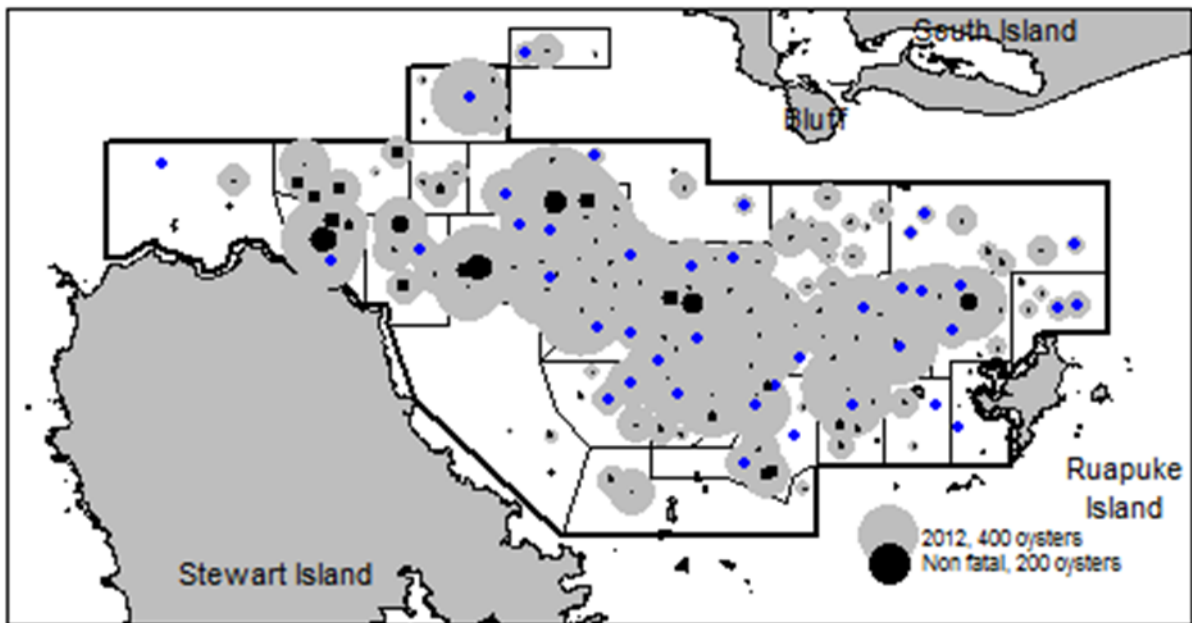 South Island
Bluff
Ruapuke
Island
2012, 400 oysters
Non fatal, 200 oysters
Stewart Island